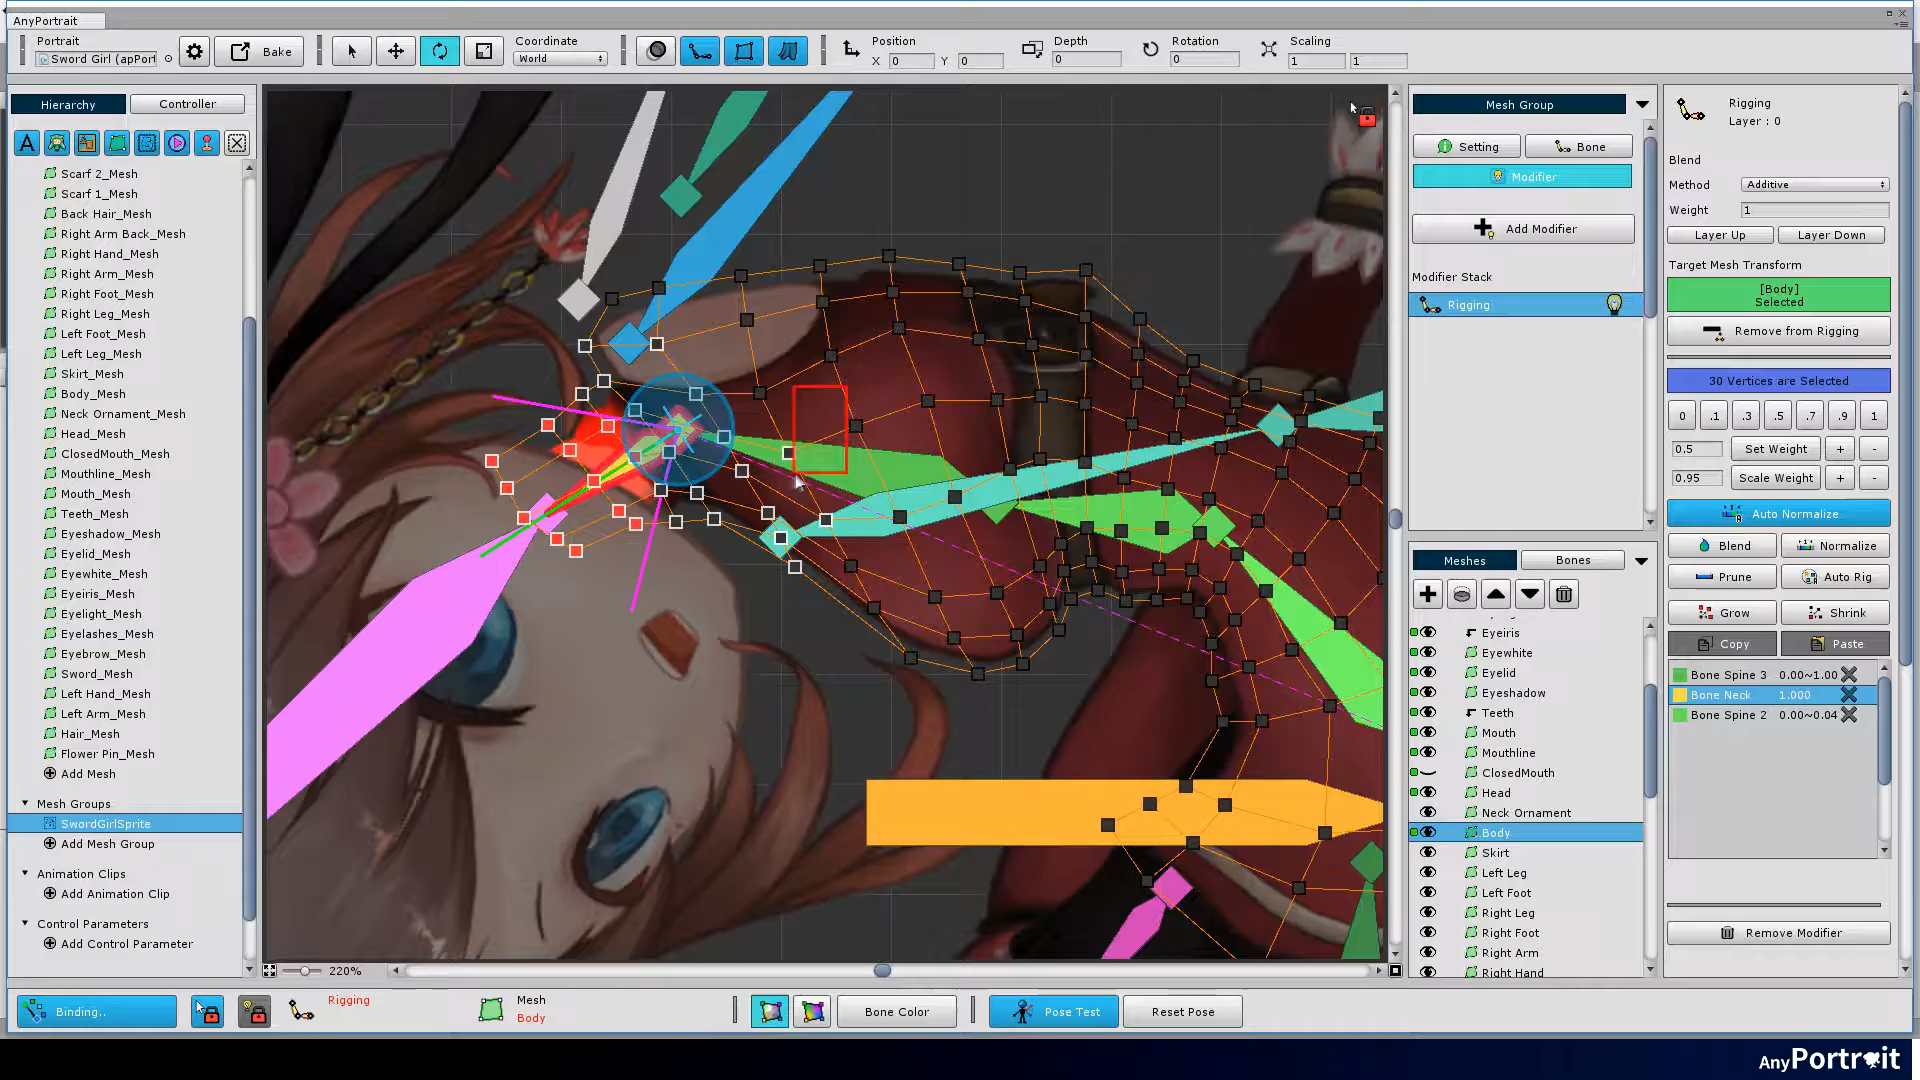 AnyPortrait
Portrait
Sword Girl (apPort
Bake
Coordinate
World
Position
X 0 Y 0
Depth
0
Rotation
0
Scaling
1 1
Hierarchy
Controller
Scarf 2_Mesh
Scarf 1_Mesh
Back Hair_Mesh
Right Arm Back_Mesh
Right Hand_Mesh
Right Arm_Mesh
Right Foot_Mesh
Right Leg_Mesh
Left Foot_Mesh
Left Leg_Mesh
Skirt_Mesh
Body_Mesh
Neck Ornament_Mesh
Head_Mesh
ClosedMouth_Mesh
Mouthline_Mesh
Mouth_Mesh
Teeth_Mesh
Eyeshadow_Mesh
Eyelid_Mesh
Eyewhite_Mesh
Eyeiris_Mesh
Eyelight_Mesh
Eyelashes_Mesh
Eyebrow_Mesh
Sword_Mesh
Left Hand_Mesh
Left Arm_Mesh
Hair_Mesh
Flower Pin_Mesh
Add Mesh
Mesh Groups
SwordGirlSprite
Add Mesh Group
Animation Clips
Add Animation Clip
Control Parameters
Add Control Parameter
220%
Mesh Group
Setting
Bone
Modifier
Add Modifier
Modifier Stack
Rigging
Meshes
Bones
Eyeiris
Eyewhite
Eyelid
Eyeshadow
Teeth
Mouth
Mouthline
ClosedMouth
Head
Neck Ornament
Body
Skirt
Left Leg
Left Foot
Right Leg
Right Foot
Right Arm
Right Hand
Rigging
Layer : 0
Blend
Method Additive
Weight 1
Layer Up
Layer Down
Target Mesh Transform
[Body]
Selected
Remove from Rigging
30 Vertices are Selected
0 .1 .3 .5 .7 .9 1
0.5 Set Weight + -
0.95 Scale Weight + -
Auto Normalize
Blend
Normalize
Prune
Auto Rig
Grow
Shrink
Copy
Paste
Bone Spine 3 0.00~1.00
Bone Neck 1.000
Bone Spine 2 0.00~0.04
Remove Modifier
Binding..
Rigging
Mesh
Body
Bone Color
Pose Test
Reset Pose
AnyPortrait